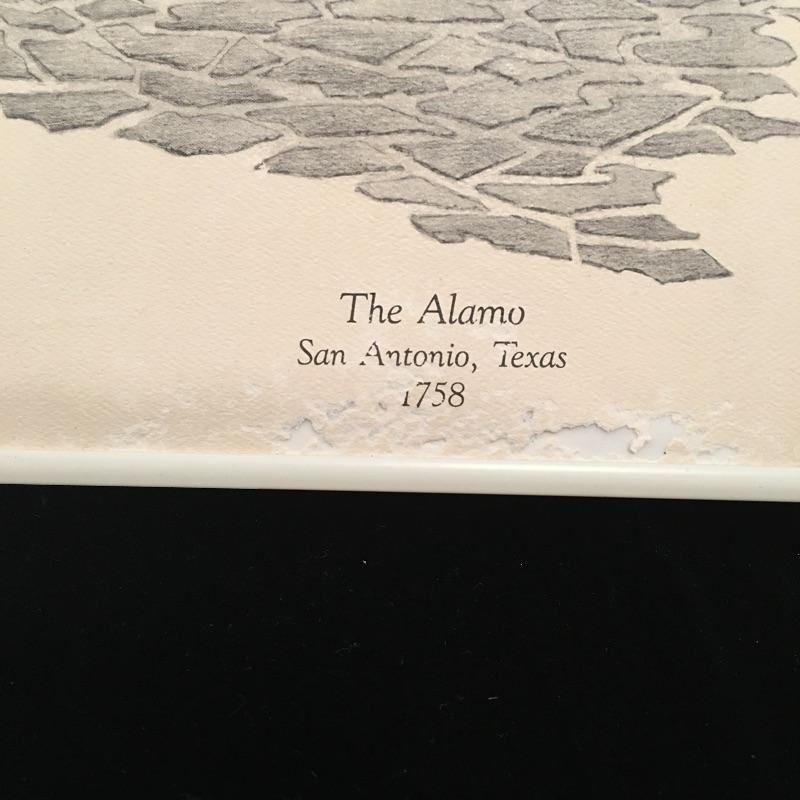 The Alamo
San Antonio, Texas
1758